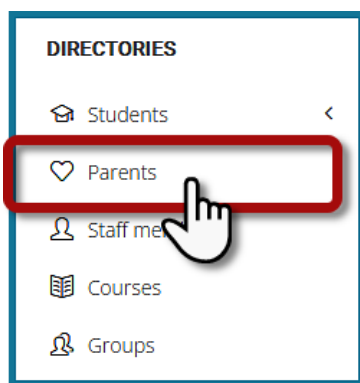 DIRECTORIES
Students
Parents
Staff
Courses
Groups